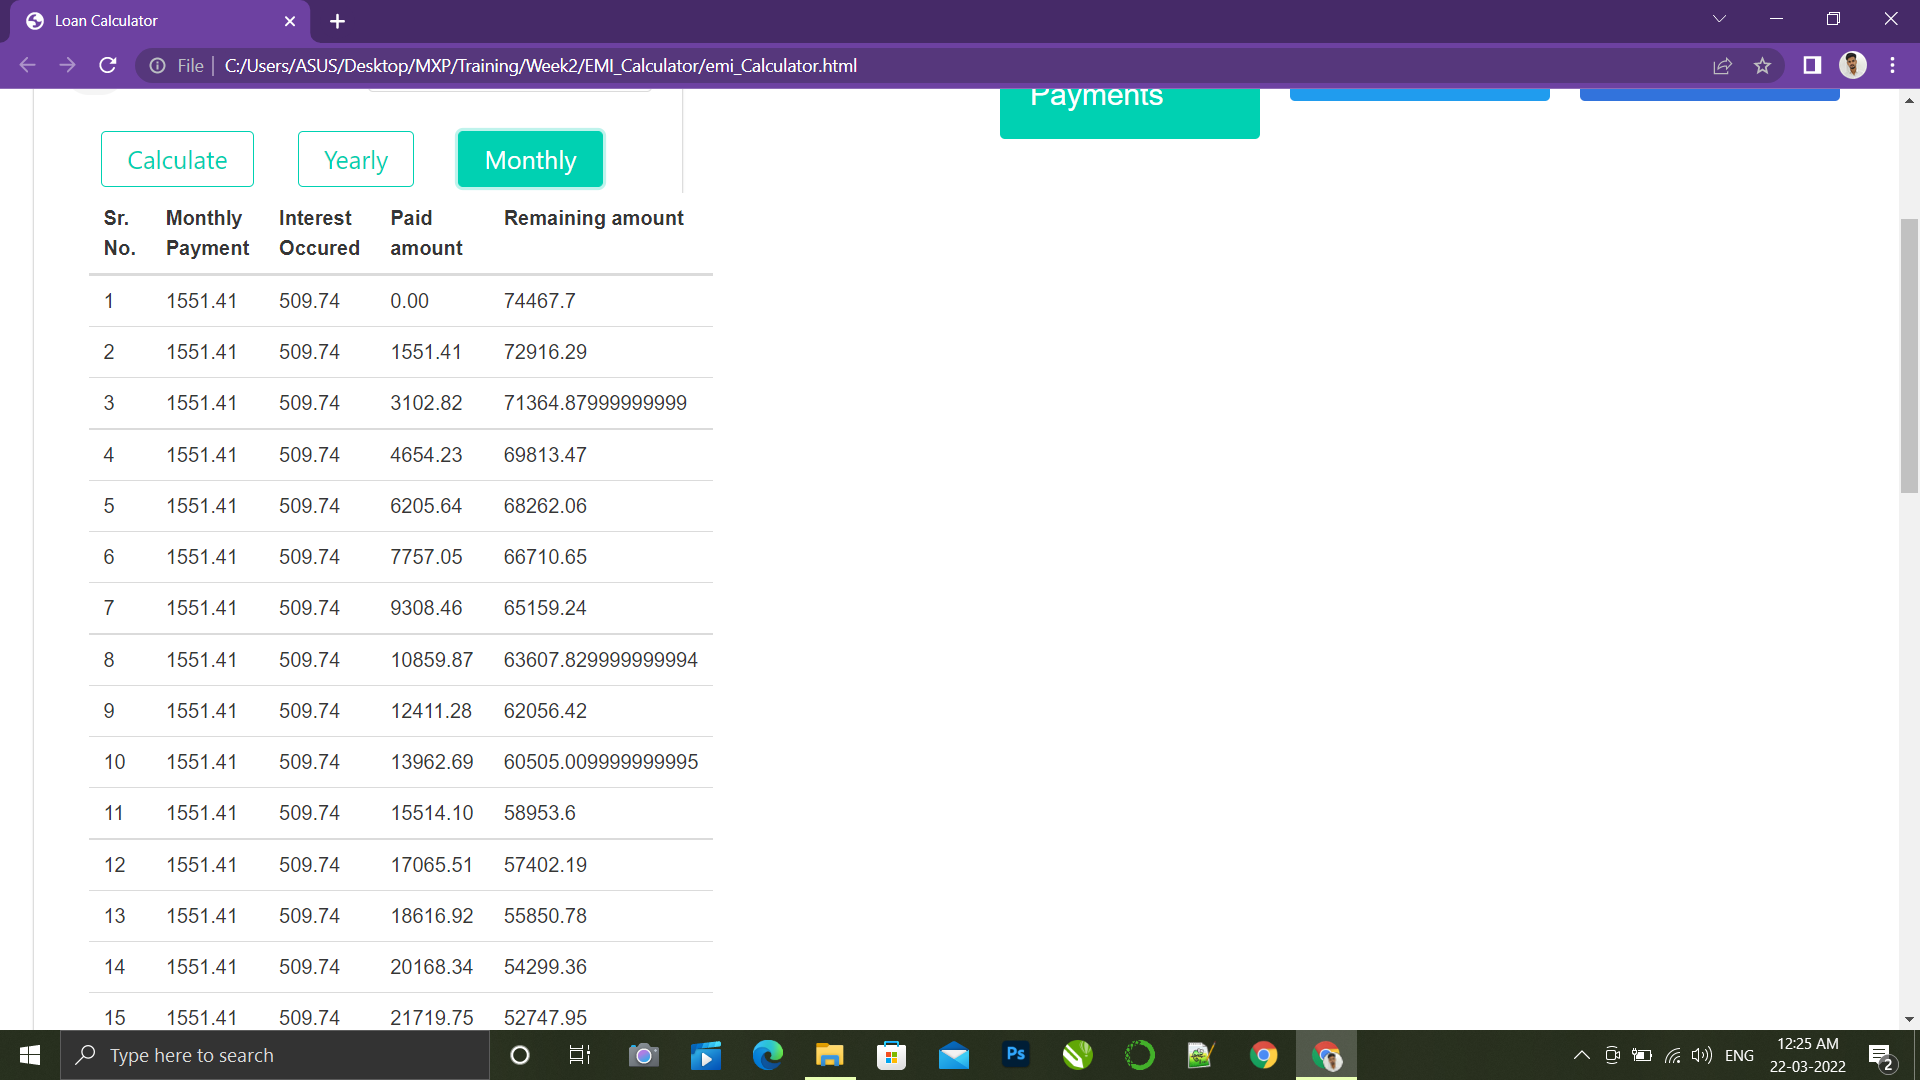 Loan Calculator
File
C:/Users/ASUS/Desktop/MXP/Training/Week2/EMI_Calculator/emi_Calculator.html
Payments
Calculate Yearly Monthly
Sr. No. Monthly Payment Interest Occured Paid amount Remaining amount
1 1551.41 509.74 0.00 74467.7
2 1551.41 509.74 1551.41 72916.29
3 1551.41 509.74 3102.82 71364.87999999999
4 1551.41 509.74 4654.23 69813.47
5 1551.41 509.74 6205.64 68262.06
6 1551.41 509.74 7757.05 66710.65
7 1551.41 509.74 9308.46 65159.24
8 1551.41 509.74 10859.87 63607.829999999994
9 1551.41 509.74 12411.28 62056.42
10 1551.41 509.74 13962.69 60505.009999999995
11 1551.41 509.74 15514.10 58953.6
12 1551.41 509.74 17065.51 57402.19
13 1551.41 509.74 18616.92 55850.78
14 1551.41 509.74 20168.34 54299.36
15 1551.41 509.74 21719.75 52747.95
Type here to search
Ps
ENG
12:25 AM
22-03-2022
2